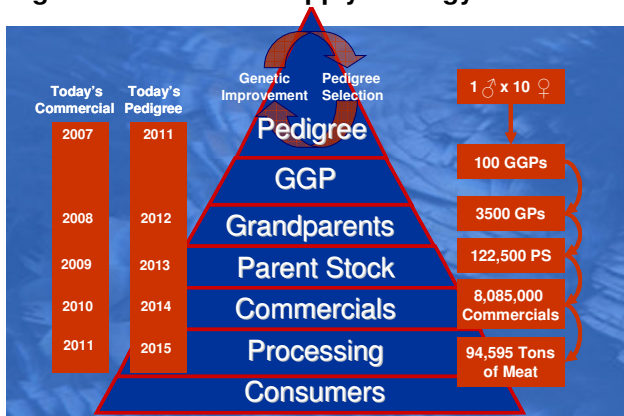 Today's Commercial
Today's Pedigree
2007
2011
2008
2012
2009
2013
2010
2014
2011
2015
Genetic Improvement
Pedigree Selection
Pedigree
GGP
Grandparents
Parent Stock
Commercials
Processing
Consumers
1 ♂ x 10 ♀
100 GGPs
3500 GPs
122,500 PS
8,085,000
Commercials
94,595 Tons
of Meat